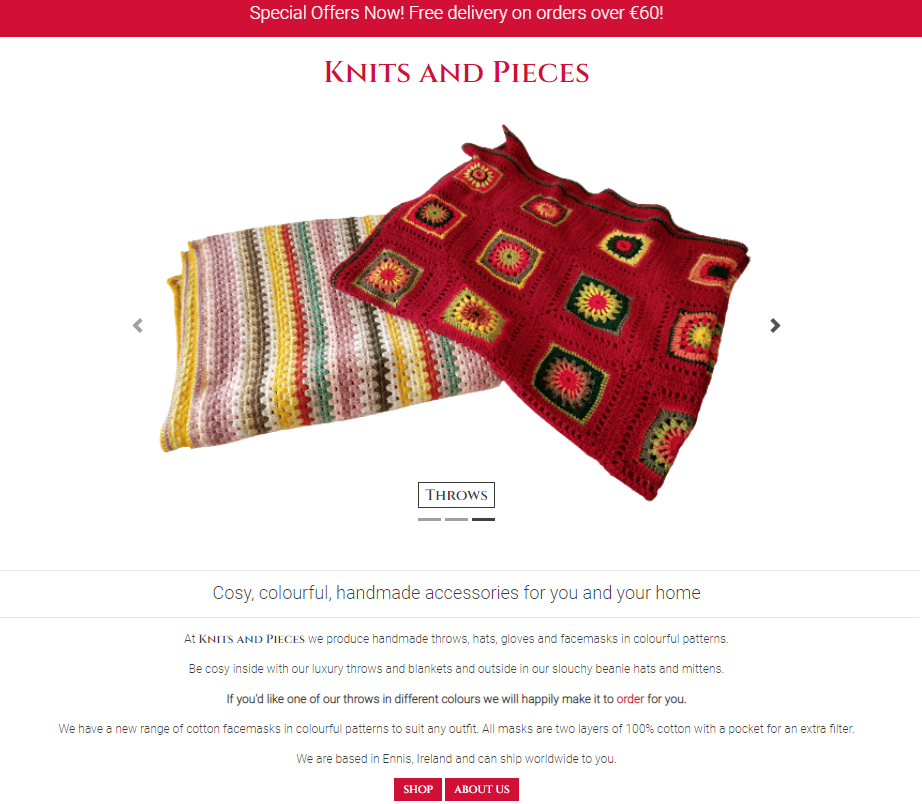 Special Offers Now! Free delivery on orders over €60!
Knits and Pieces
Throws
Cosy, colourful, handmade accessories for you and your home
At Knits and Pieces we produce handmade throws, hats, gloves and facemasks in colourful patterns.
Be cosy inside with our luxury throws and blankets and outside in our slouchy beanie hats and mittens.
If you'd like one of our throws in different colours we will happily make it to order for you.
We have a new range of cotton facemasks in colourful patterns to suit any outfit. All masks are two layers of 100% cotton with a pocket for an extra filter.
We are based in Ennis, Ireland and can ship worldwide to you.
SHOP ABOUT US